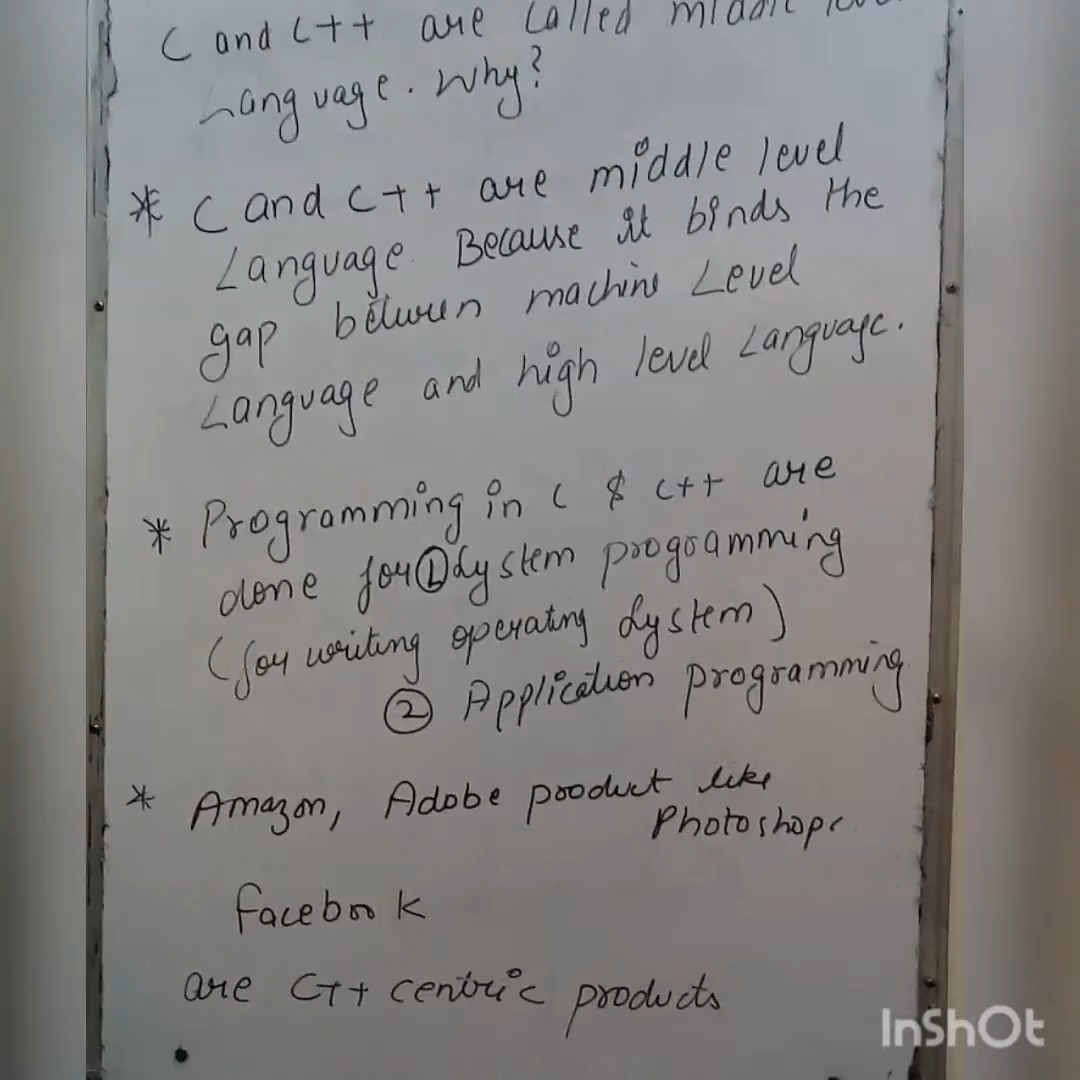 C and C++ are called middle level
Language. Why?
* C and C++ are middle level
Language. Because it binds the
gap between machine Level
Language and high level Language.
* Programming in C & C++ are
done for ① System programming
(for writing operating system)
② Application programming
* Amazon, Adobe product like
Photoshop
facebook
are C++ centric products
InShOt